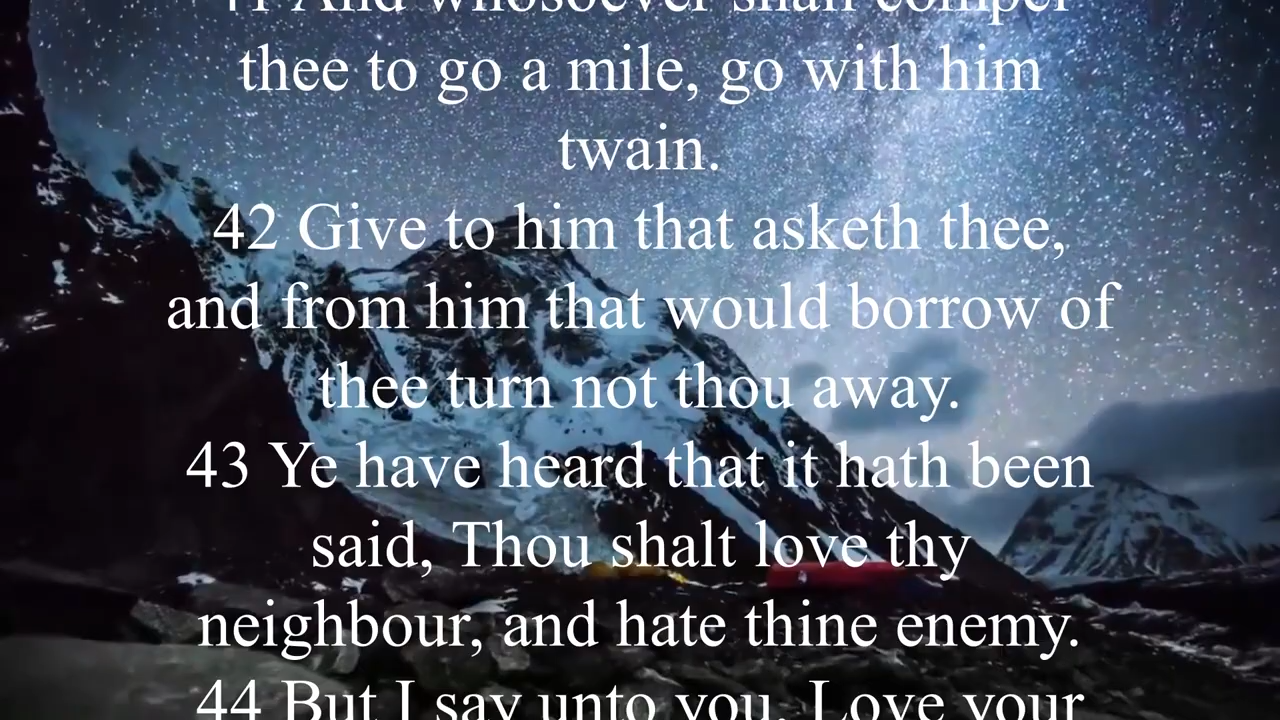 41 And whosoever shall compel
thee to go a mile, go with him
twain.
42 Give to him that asketh thee,
and from him that would borrow of
thee turn not thou away.
43 Ye have heard that it hath been
said, Thou shalt love thy
neighbour, and hate thine enemy.
44 But I say unto you, Love your